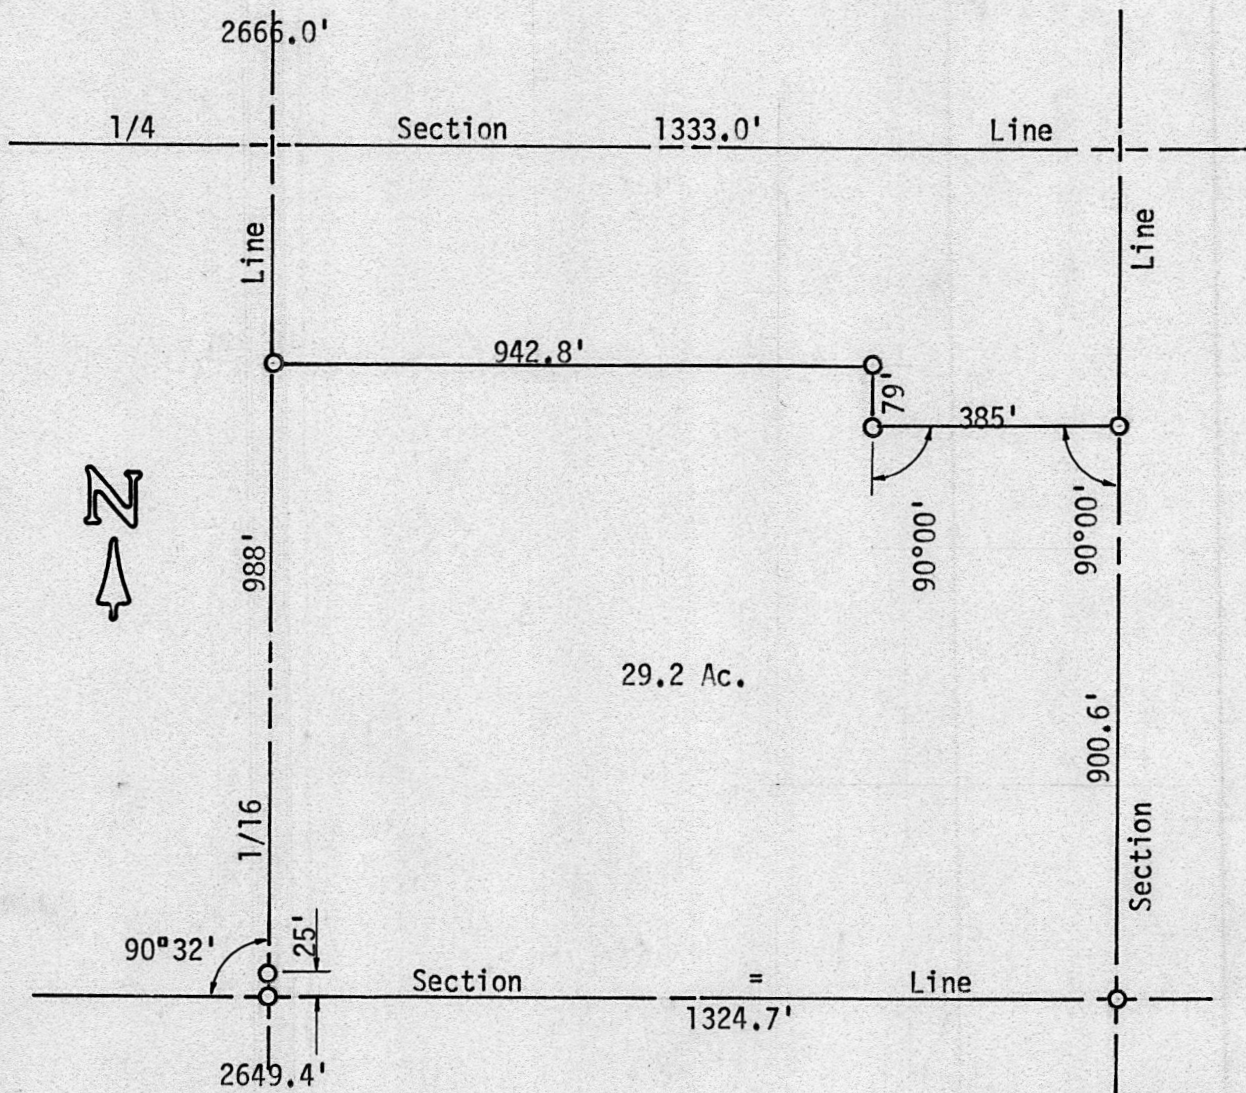 2666.0'
1/4 Section 1333.0' Line
Line
Line
942.8'
79'
385'
N
988'
90°00'
90°00'
29.2 Ac.
900.6'
1/16
Section
90°32'
25'
Section = Line
1324.7'
2649.4'